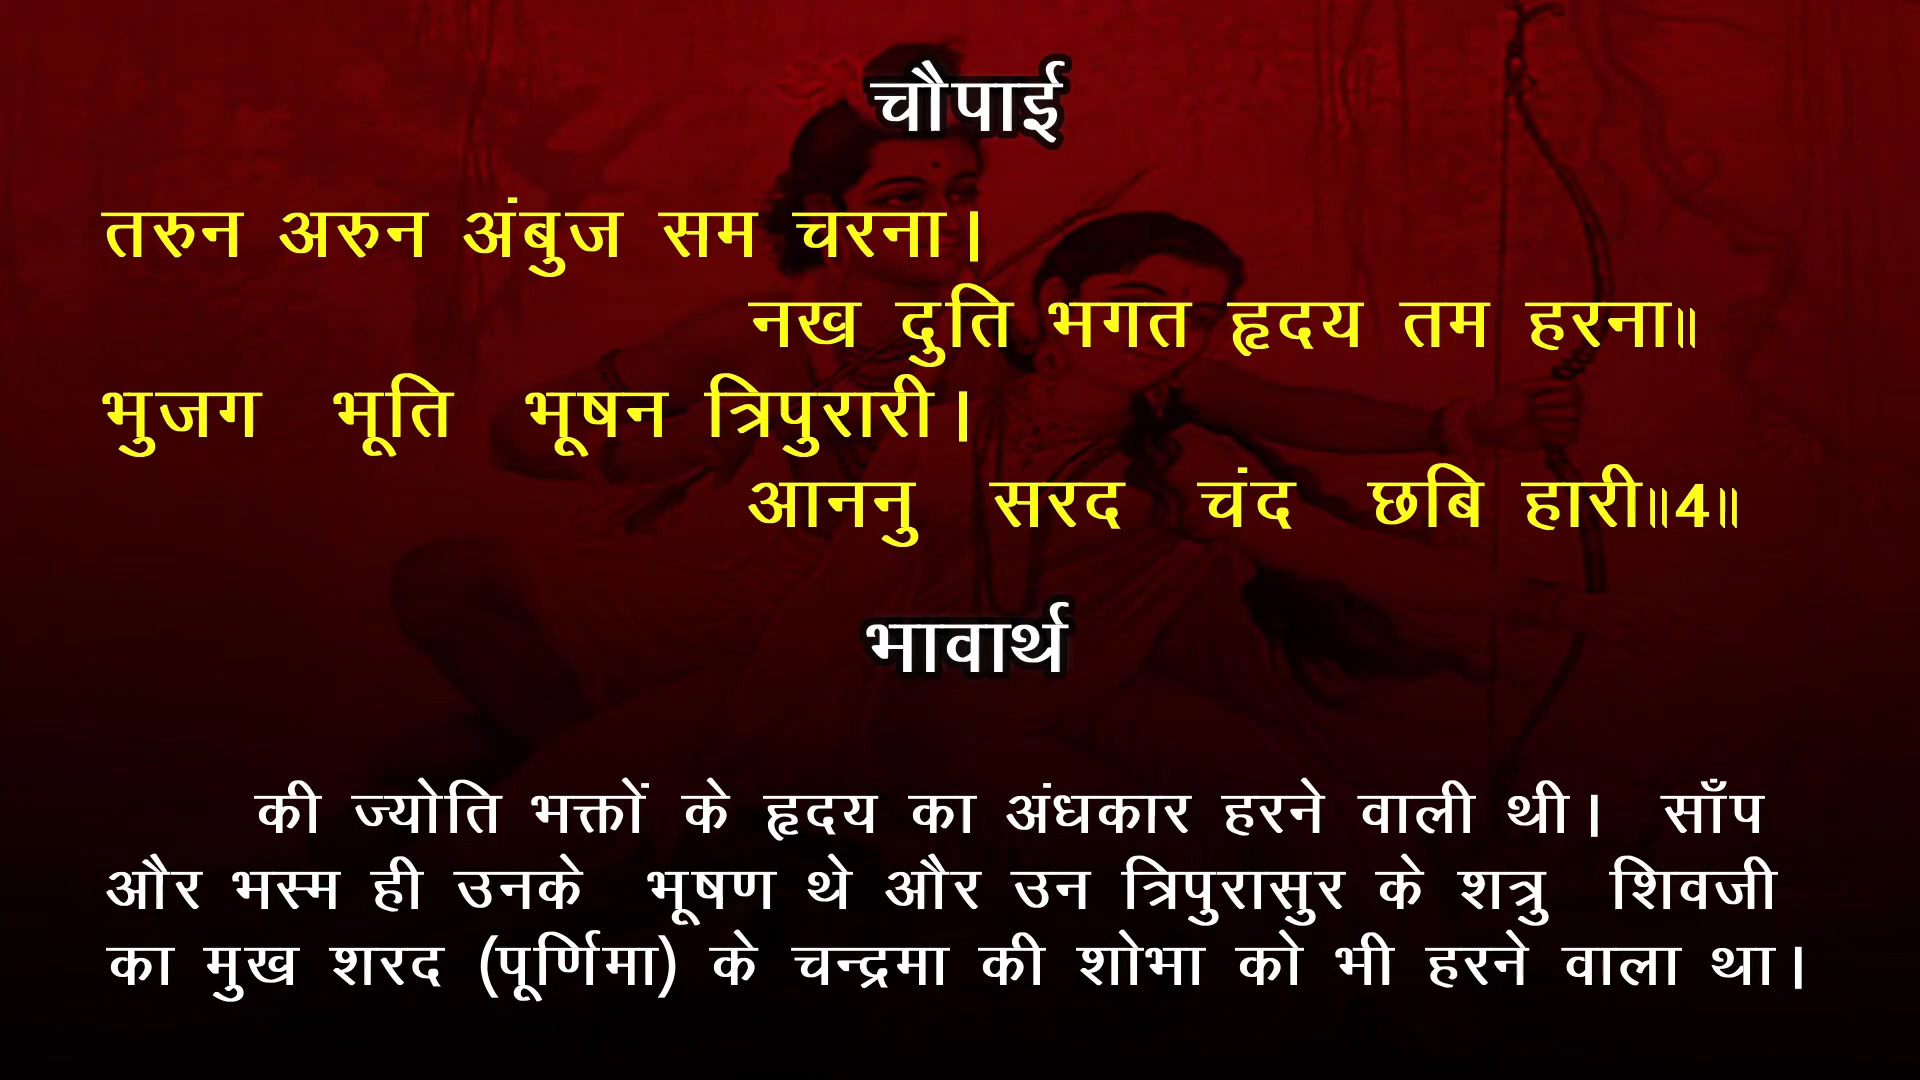 चौपाई
तरुन अरुन अंबुज सम चरना।
नख दुति भगत हृदय तम हरना॥
भुजग भूति भूषन त्रिपुरारी।
आननु सरद चंद छबि हारी॥4॥
भावार्थ
की ज्योति भक्तों के हृदय का अंधकार हरने वाली थी। साँप
और भस्म ही उनके भूषण थे और उन त्रिपुरासुर के शत्रु शिवजी
का मुख शरद (पूर्णिमा) के चन्द्रमा की शोभा को भी हरने वाला था।